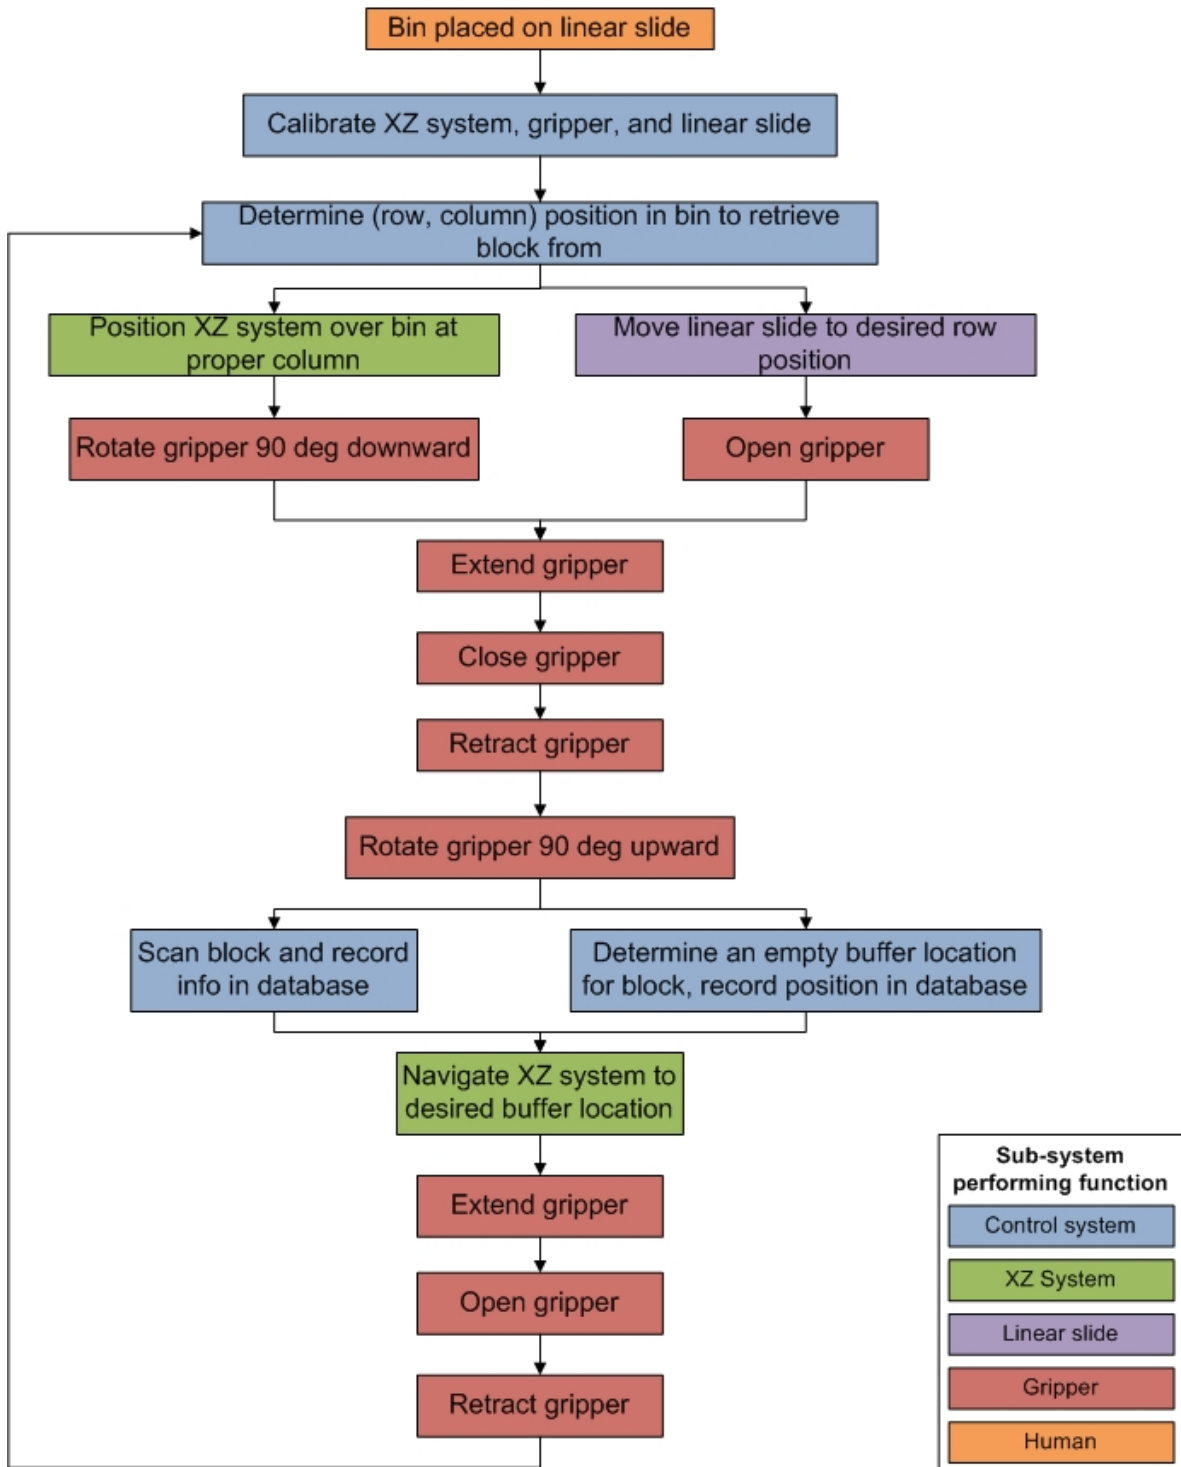 Bin placed on linear slide
Calibrate XZ system, gripper, and linear slide
Determine (row, column) position in bin to retrieve
block from
Position XZ system over bin at
proper column
Move linear slide to desired row
position
Rotate gripper 90 deg downward
Open gripper
Extend gripper
Close gripper
Retract gripper
Rotate gripper 90 deg upward
Scan block and record
info in database
Determine an empty buffer location
for block, record position in database
Navigate XZ system to
desired buffer location
Extend gripper
Open gripper
Retract gripper
Sub-system
performing function
Control system
XZ System
Linear slide
Gripper
Human